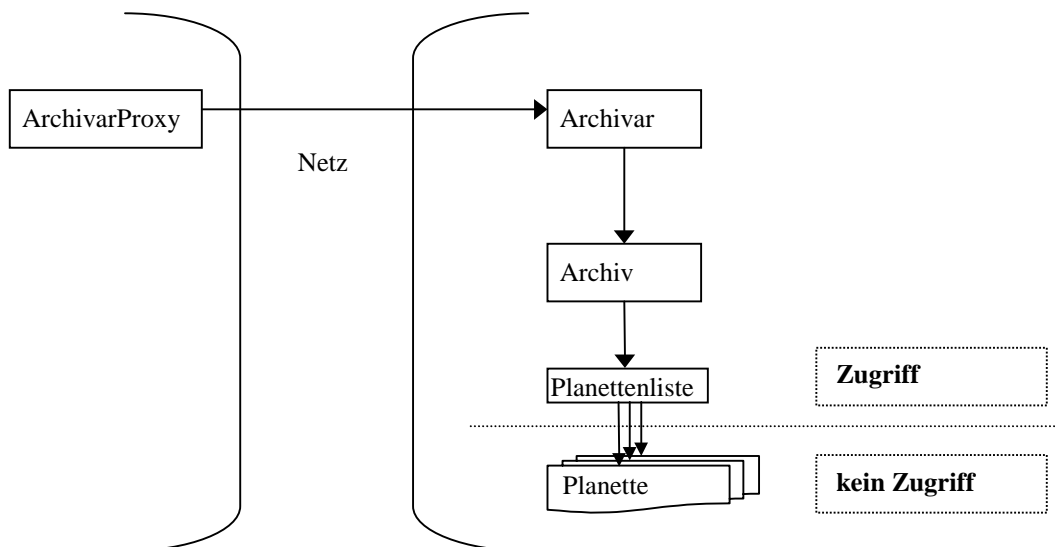 ArchivarProxy
Archivar
Netz
Archiv
Planettenliste
Zugriff
Planette
kein Zugriff